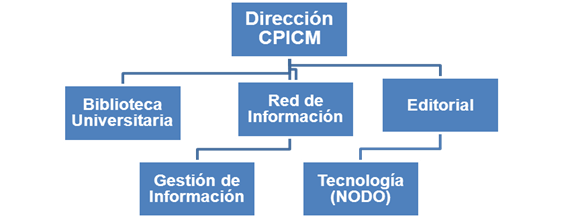 Dirección
CPICM
Biblioteca
Universitaria
Red de
Información
Editorial
Gestión de
Información
Tecnología
(NODO)